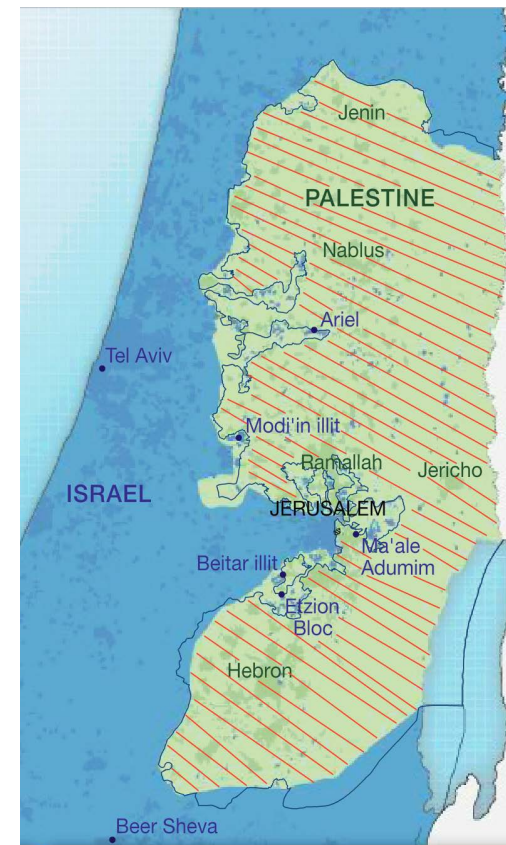 Jenin
PALESTINE
Nablus
Ariel
Tel Aviv
Modi'in illit
Ramallah
Jericho
ISRAEL
JERUSALEM
Ma'ale
Adumim
Beitar illit
Etzion
Bloc
Hebron
Beer Sheva